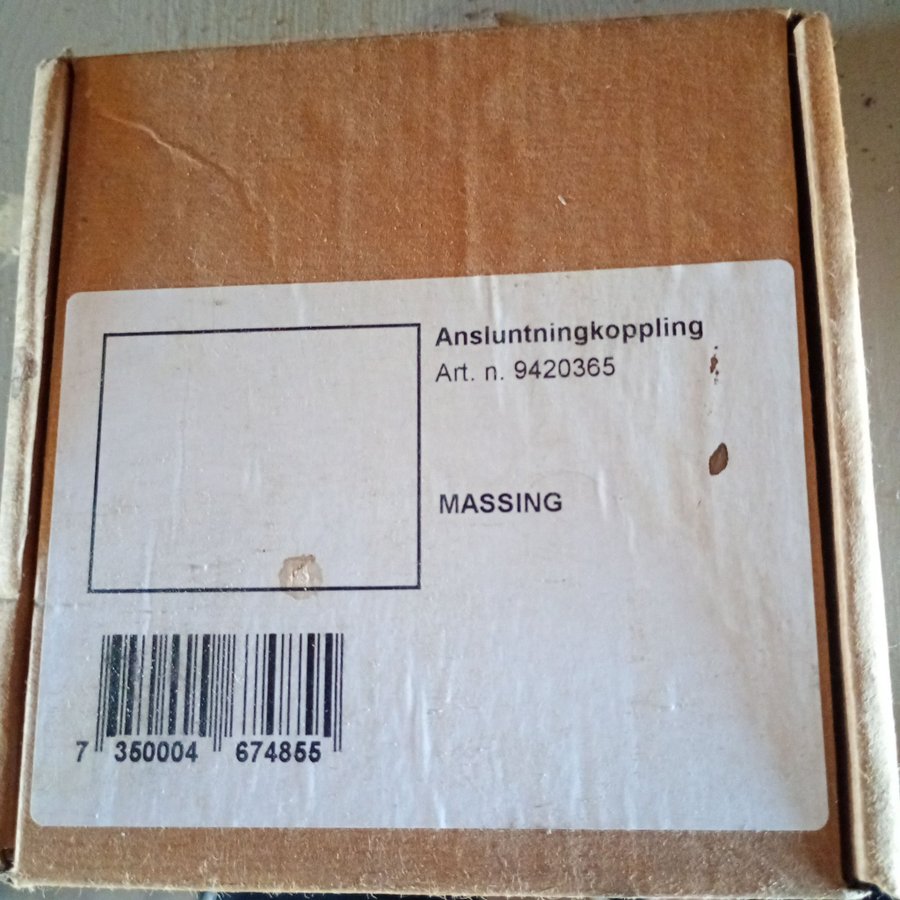 Ansluntningkoppling
Art. n. 9420365
MASSING
7 350004 674855